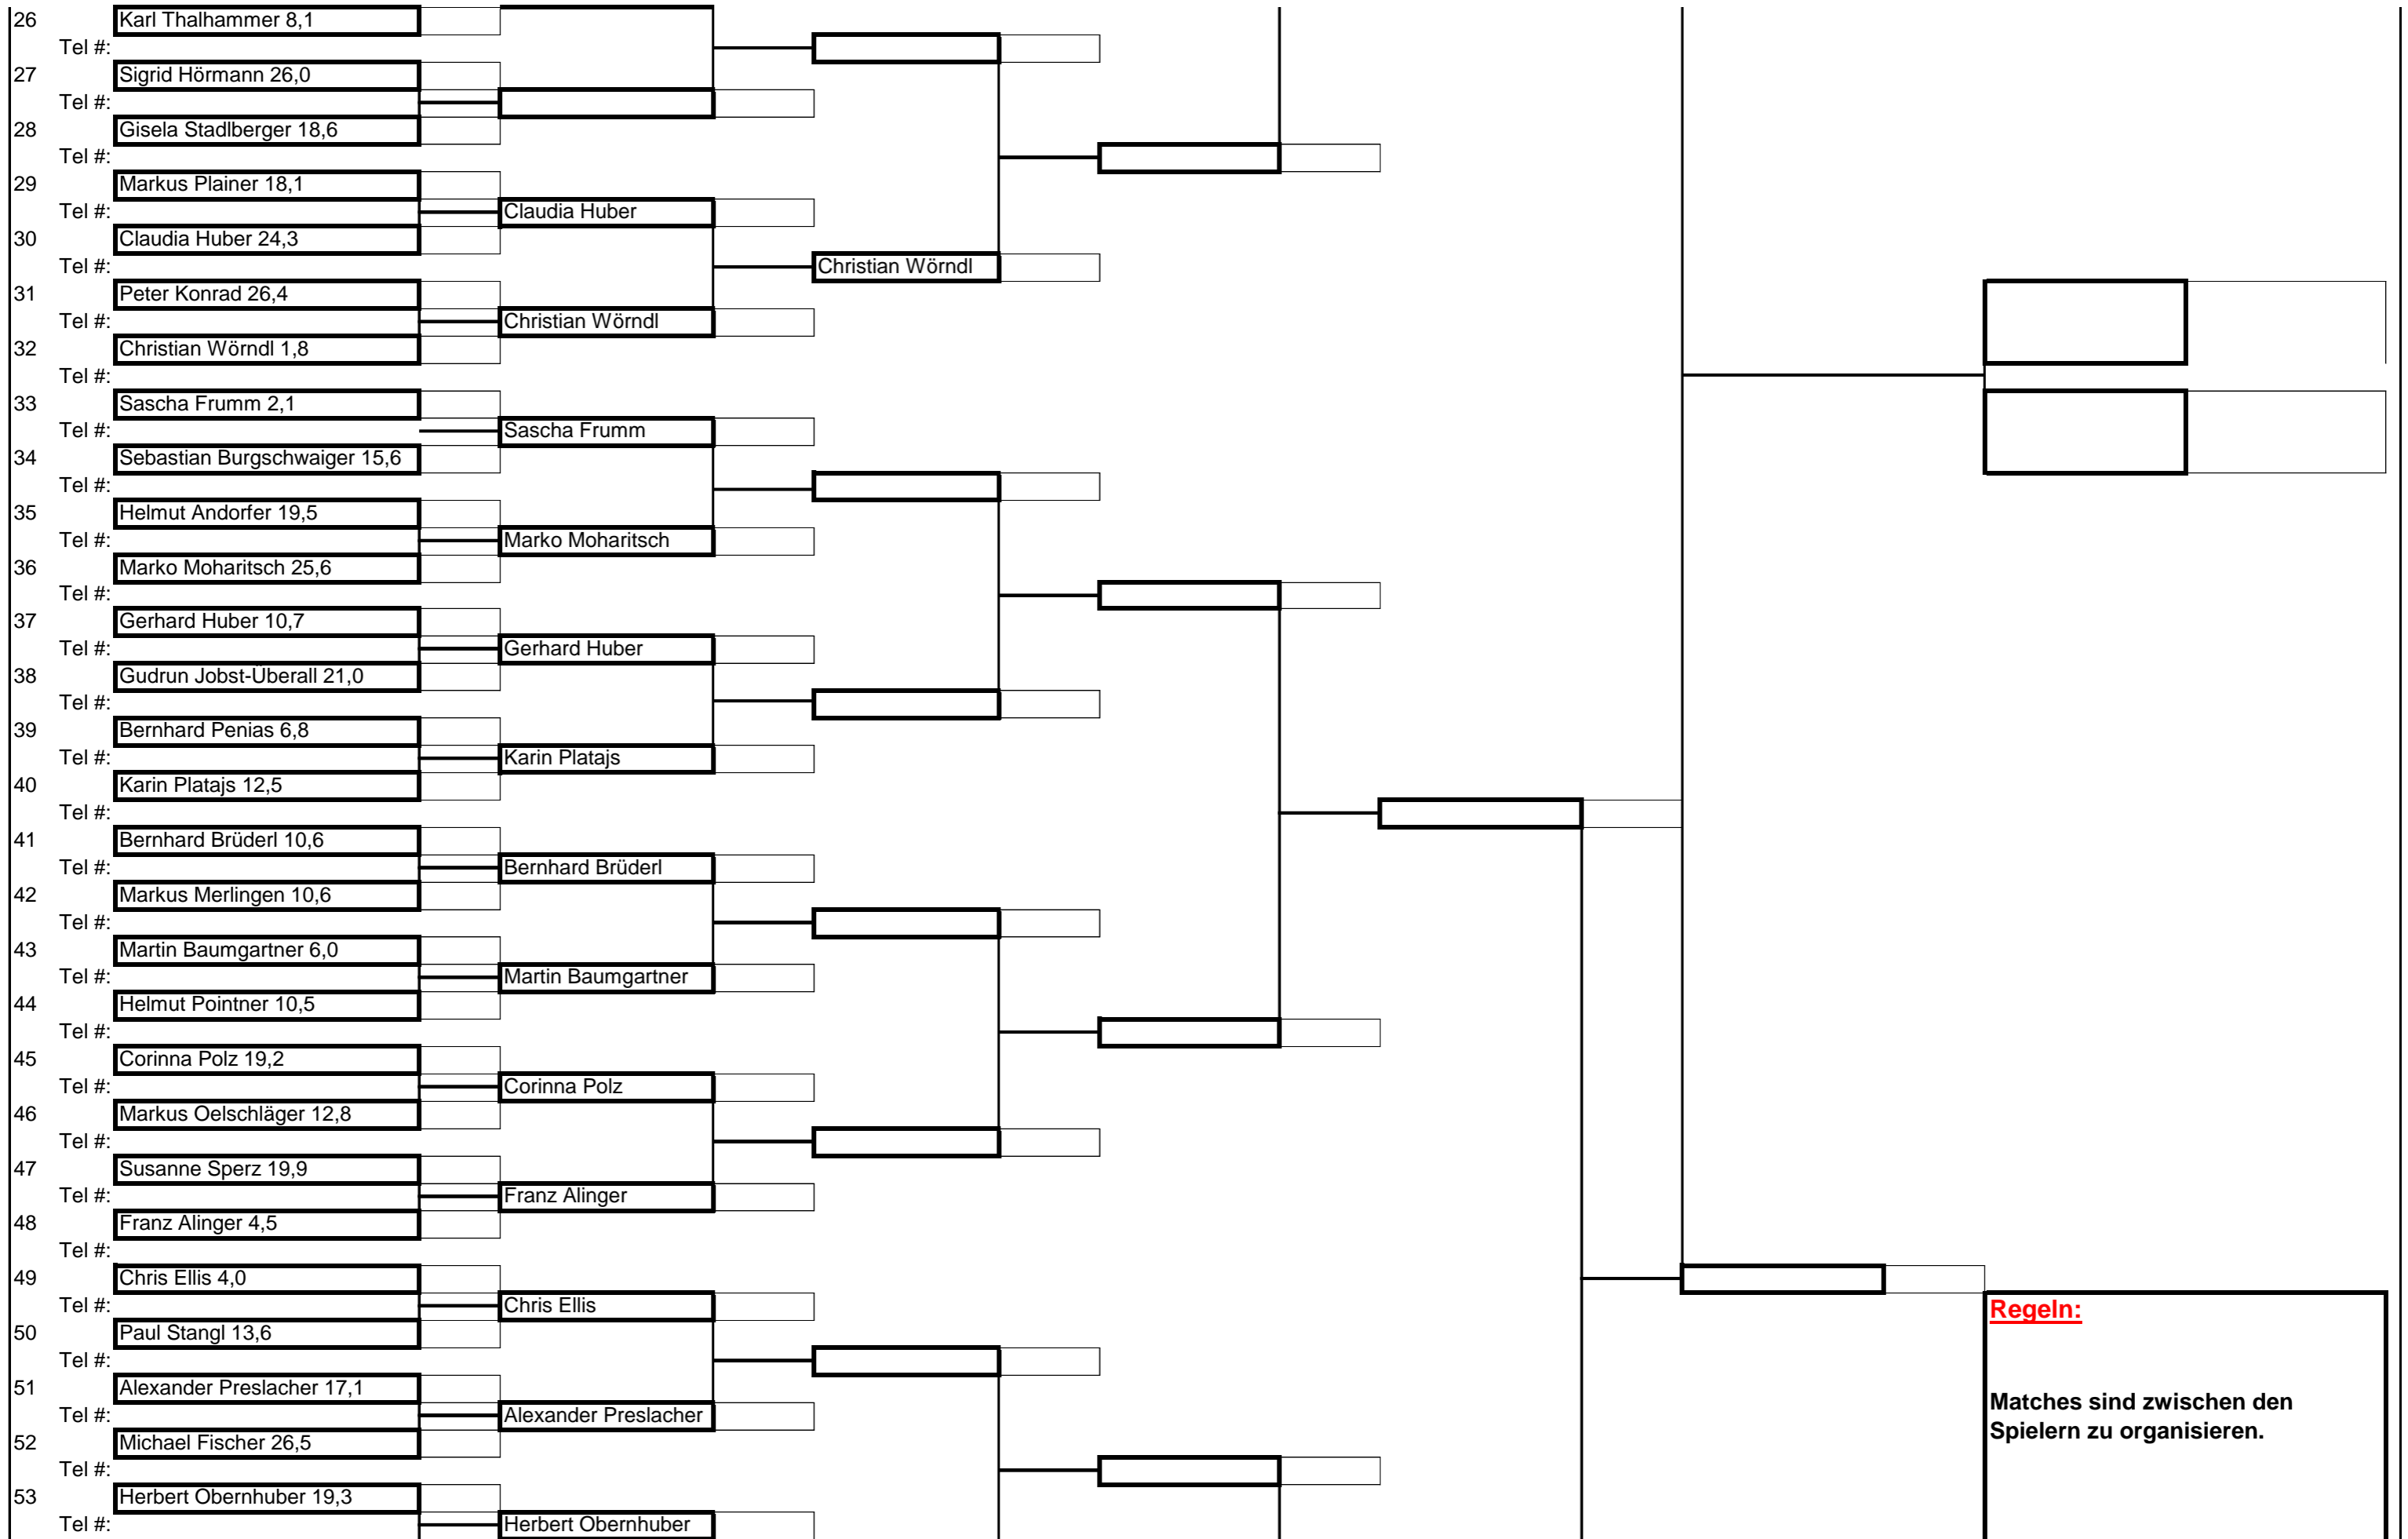 26 Karl Thalhammer 8,1
Tel #:
27 Sigrid Hörmann 26,0
Tel #:
28 Gisela Stadlberger 18,6
Tel #:
29 Markus Plainer 18,1
Tel #: Claudia Huber
30 Claudia Huber 24,3
Tel #: Christian Wörndl
31 Peter Konrad 26,4
Tel #: Christian Wörndl
32 Christian Wörndl 1,8
Tel #:
33 Sascha Frumm 2,1
Tel #: Sascha Frumm
34 Sebastian Burgschwaiger 15,6
Tel #:
35 Helmut Andorfer 19,5
Tel #: Marko Moharitsch
36 Marko Moharitsch 25,6
Tel #:
37 Gerhard Huber 10,7
Tel #: Gerhard Huber
38 Gudrun Jobst-Überall 21,0
Tel #:
39 Bernhard Penias 6,8
Tel #: Karin Platajs
40 Karin Platajs 12,5
Tel #:
41 Bernhard Brüderl 10,6
Tel #: Bernhard Brüderl
42 Markus Merlingen 10,6
Tel #:
43 Martin Baumgartner 6,0
Tel #: Martin Baumgartner
44 Helmut Pointner 10,5
Tel #:
45 Corinna Polz 19,2
Tel #: Corinna Polz
46 Markus Oelschläger 12,8
Tel #:
47 Susanne Sperz 19,9
Tel #: Franz Alinger
48 Franz Alinger 4,5
Tel #:
49 Chris Ellis 4,0
Tel #: Chris Ellis
50 Paul Stangl 13,6
Tel #:
51 Alexander Preslacher 17,1
Tel #: Alexander Preslacher
52 Michael Fischer 26,5
Tel #:
53 Herbert Obernhuber 19,3
Tel #: Herbert Obernhuber
Regeln:
Matches sind zwischen den
Spielern zu organisieren.